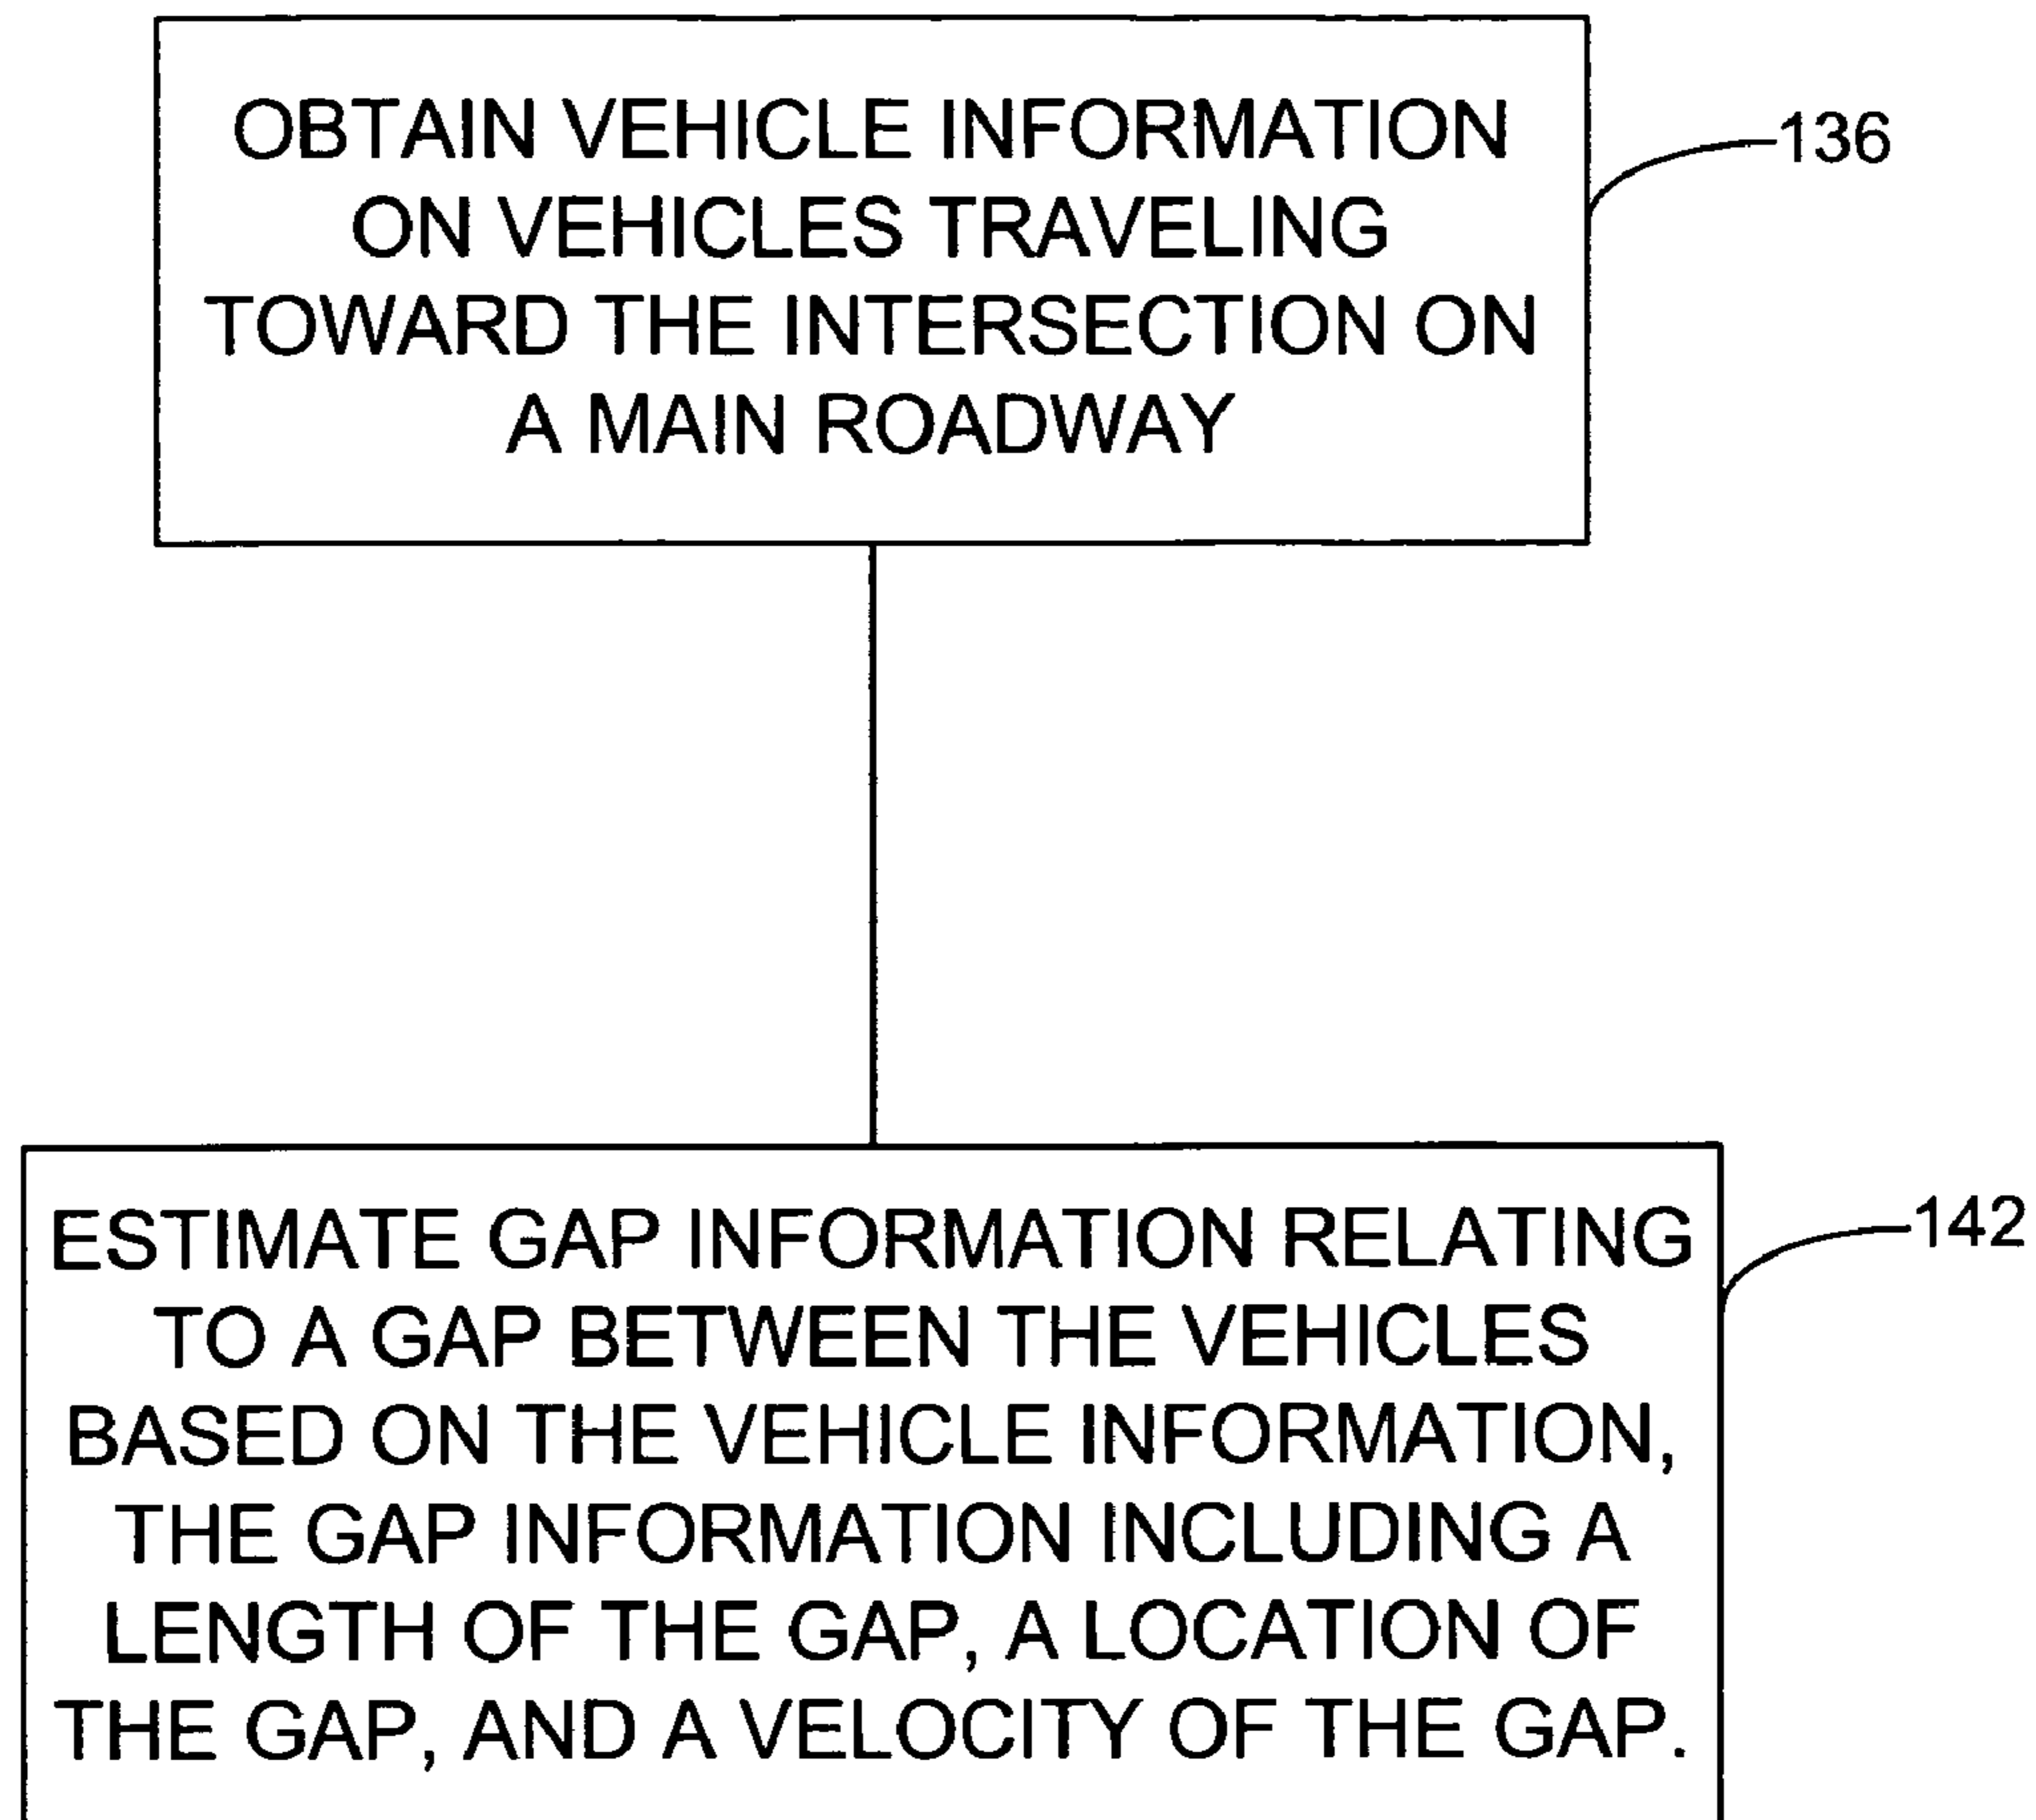 OBTAIN VEHICLE INFORMATION
ON VEHICLES TRAVELING
TOWARD THE INTERSECTION ON
A MAIN ROADWAY
136
ESTIMATE GAP INFORMATION RELATING
TO A GAP BETWEEN THE VEHICLES
BASED ON THE VEHICLE INFORMATION,
THE GAP INFORMATION INCLUDING A
LENGTH OF THE GAP, A LOCATION OF
THE GAP, AND A VELOCITY OF THE GAP.
142